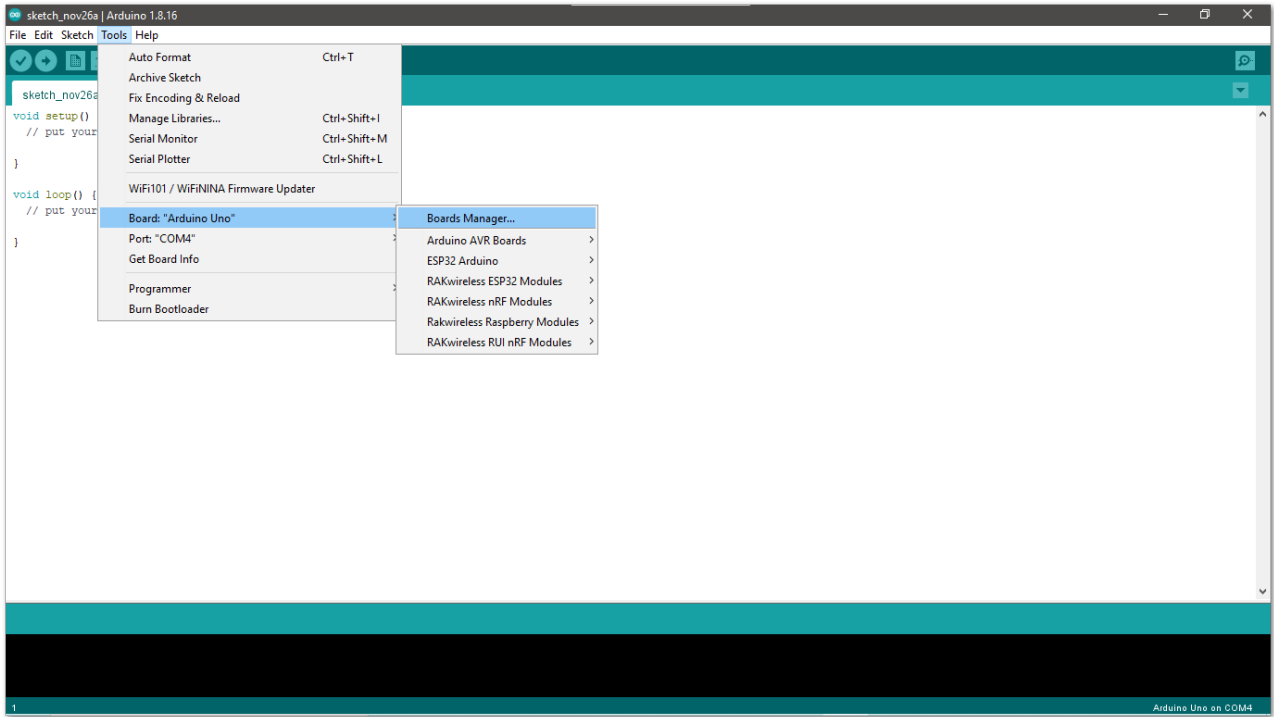 sketch_nov26a | Arduino 1.8.16
File Edit Sketch Tools Help
Auto Format Ctrl+T
Archive Sketch
Fix Encoding & Reload
Manage Libraries... Ctrl+Shift+I
Serial Monitor Ctrl+Shift+M
Serial Plotter Ctrl+Shift+L
WiFi101 / WiFiNINA Firmware Updater
Board: "Arduino Uno"
Port: "COM4"
Get Board Info
Programmer
Burn Bootloader
Boards Manager...
Arduino AVR Boards
ESP32 Arduino
RAKwireless ESP32 Modules
RAKwireless nRF Modules
Rakwireless Raspberry Modules
RAKwireless RUI nRF Modules
sketch_nov26a
void setup()
// put your
}
void loop() {
// put your
}
1
Arduino Uno on COM4